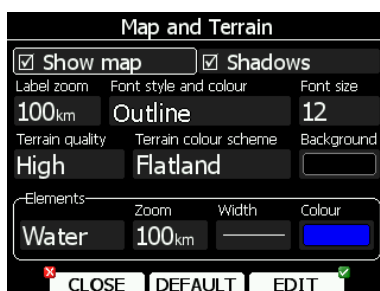 Map and Terrain
Show map Shadows
Label zoom Font style and colour Font size
100km Outline 12
Terrain quality Terrain colour scheme Background
High Flatland
Elements
Zoom Width Colour
Water 100km
CLOSE DEFAULT EDIT